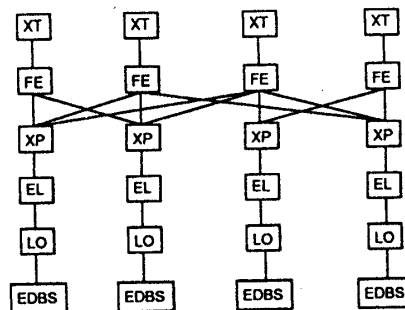 XT XT XT XT
FE FE FE FE
XP XP XP XP
EL EL EL EL
LO LO LO LO
EDBS EDBS EDBS EDBS